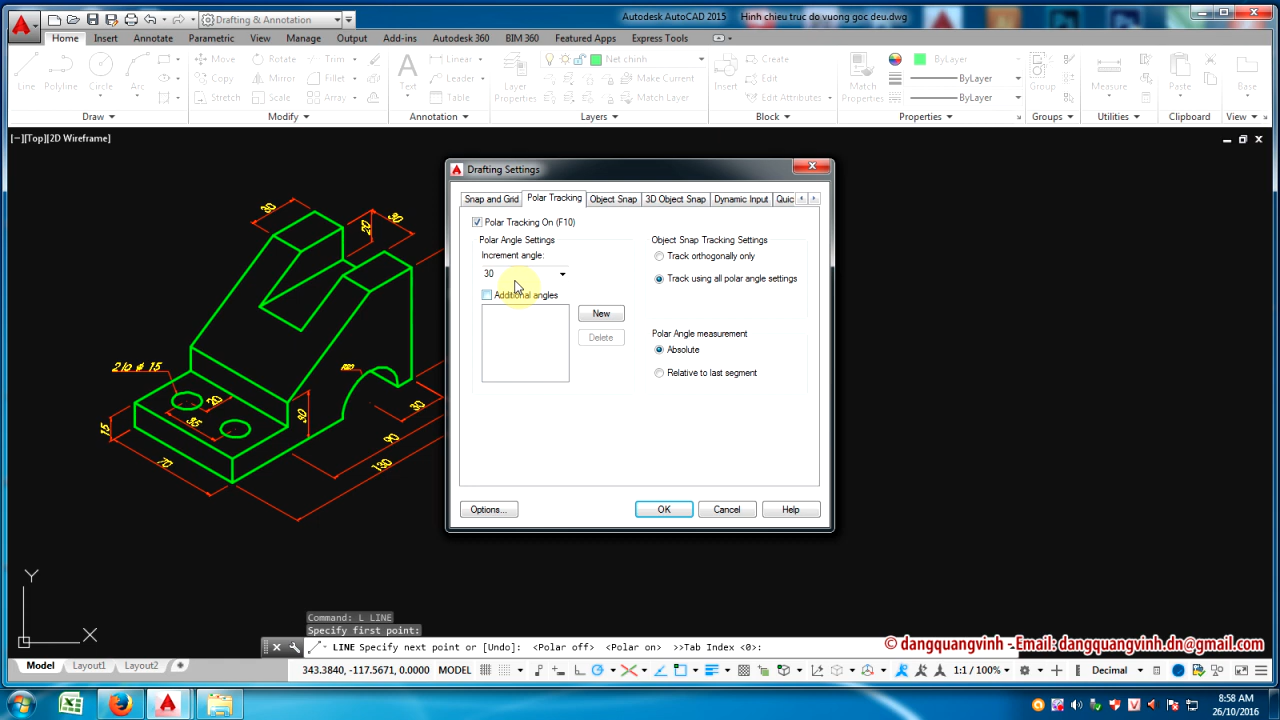 Drafting & Annotation
Autodesk AutoCAD 2015 Hinh chieu truc do vuong goc deu.dwg
Home Insert Annotate Parametric View Manage Output Add-ins Autodesk 360 BIM 360 Featured Apps Express Tools
Line Polyline Circle Arc
Move Rotate Trim
Copy Mirror Fillet
Stretch Scale Array
Text
Linear
Leader
Table
Layer Properties
Net chinh
Make Current
Match Layer
Insert
Create
Edit
Edit Attributes
Match Properties
ByLayer
ByLayer
ByLayer
Group
Measure
Paste
Base
Draw Modify Annotation Layers Block Properties Groups Utilities Clipboard View
[−][Top][2D Wireframe]
Drafting Settings
Snap and Grid Polar Tracking Object Snap 3D Object Snap Dynamic Input Quic
Polar Tracking On (F10)
Polar Angle Settings
Increment angle:
30
Additional angles
New
Delete
Object Snap Tracking Settings
Track orthogonally only
Track using all polar angle settings
Polar Angle measurement
Absolute
Relative to last segment
Options... OK Cancel Help
30
20
30
2 lo ø 15
20
35
15
70
30
30
90
130
Y
X
Command: L LINE
Specify first point:
LINE Specify next point or [Undo]: <Polar off> <Polar on> >>Tab Index <0>:
© dangquangvinh - Email: dangquangvinh.dn@gmail.com
Model Layout1 Layout2
343.3840, -117.5671, 0.0000 MODEL
1:1 / 100%
Decimal
8:58 AM
26/10/2016